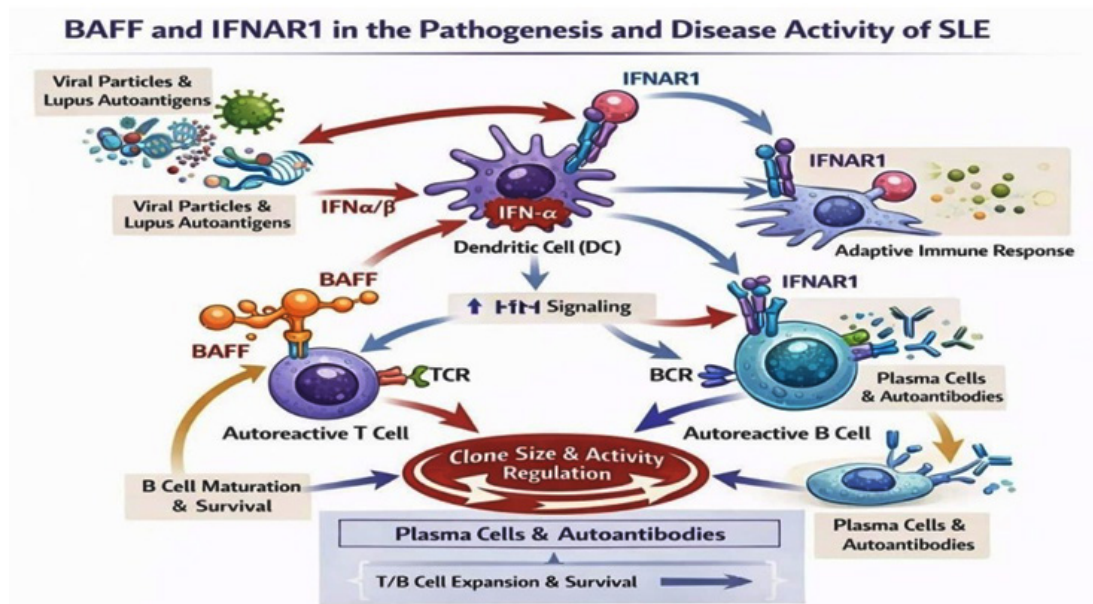 BAFF and IFNAR1 in the Pathogenesis and Disease Activity of SLE
Viral Particles &
Lupus Autoantigens
IFNAR1
IFNAR1
Viral Particles &
Lupus Autoantigens
IFNα/β
IFN-α
Dendritic Cell (DC)
Adaptive Immune Response
BAFF
IFNAR1
Signaling
BAFF
TCR
BCR
Plasma Cells
& Autoantibodies
Autoreactive T Cell
Autoreactive B Cell
Clone Size & Activity
Regulation
B Cell Maturation
& Survival
Plasma Cells &
Autoantibodies
Plasma Cells & Autoantibodies
T/B Cell Expansion & Survival